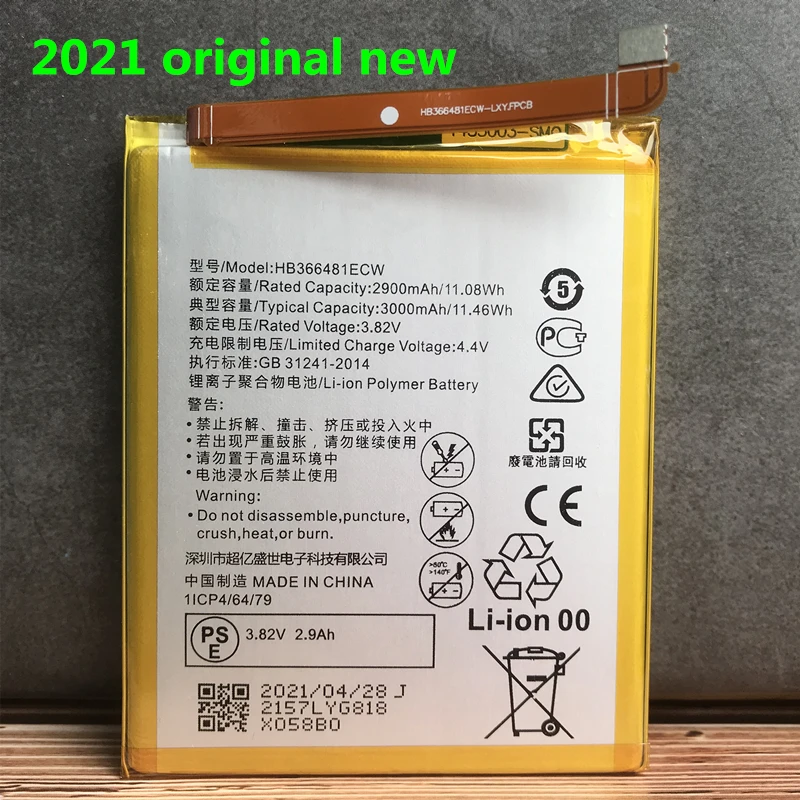 2021 original new
HB366481ECW-LXY.FPCB
型号/Model:HB366481ECW
额定容量/Rated Capacity:2900mAh/11.08Wh
典型容量/Typical Capacity:3000mAh/11.46Wh
额定电压/Rated Voltage:3.82V
充电限制电压/Limited Charge Voltage:4.4V
执行标准:GB 31241-2014
锂离子聚合物电池/Li-ion Polymer Battery
警告:
• 禁止拆解、撞击、挤压或投入火中
• 若出现严重鼓胀，请勿继续使用
• 请勿置于高温环境中
• 电池浸水后禁止使用
Warning:
• Do not disassemble,puncture,
crush,heat,or burn.
深圳市超亿盛世电子科技有限公司
中国制造 MADE IN CHINA
1ICP4/64/79
PS
E
3.82V 2.9Ah
2021/04/28 J
2157LYG818
X058B0
5
廢電池請回收
CE
>60°C
>140°F
Li-ion 00